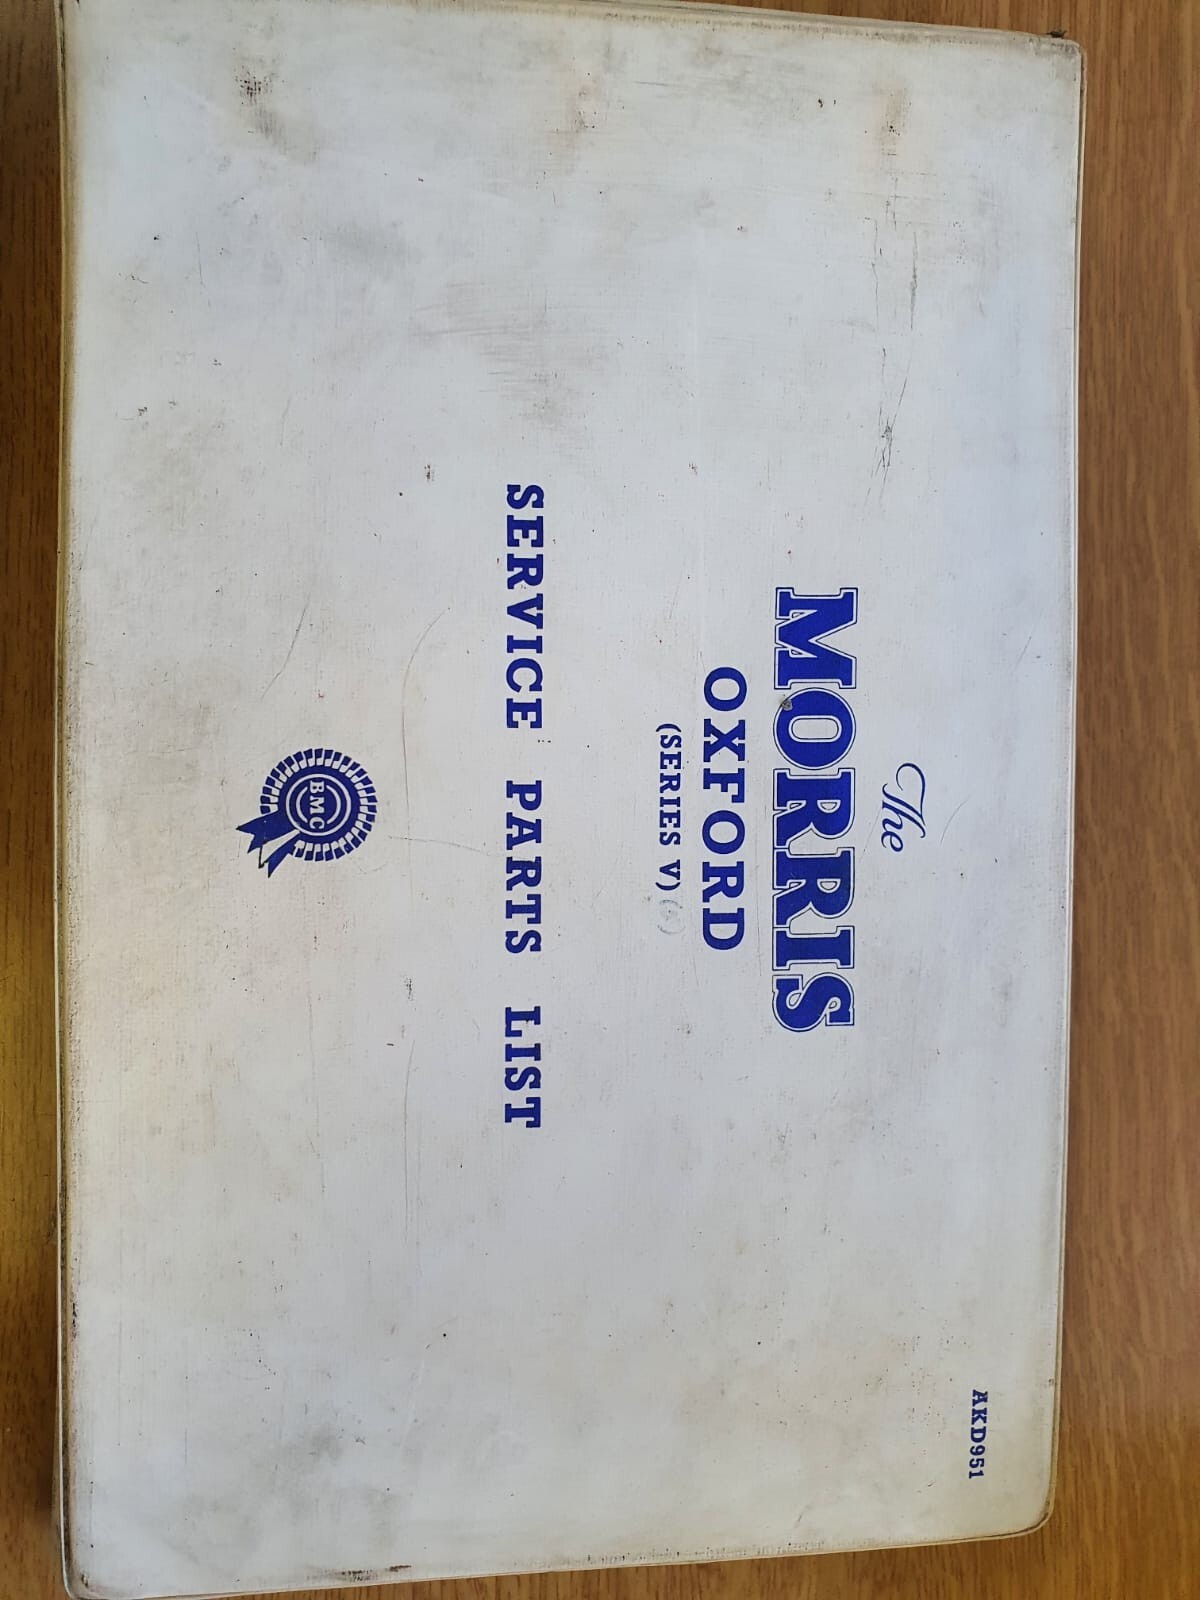 AKD951
The
MORRIS
OXFORD
(SERIES V)
SERVICE PARTS LIST
BMC